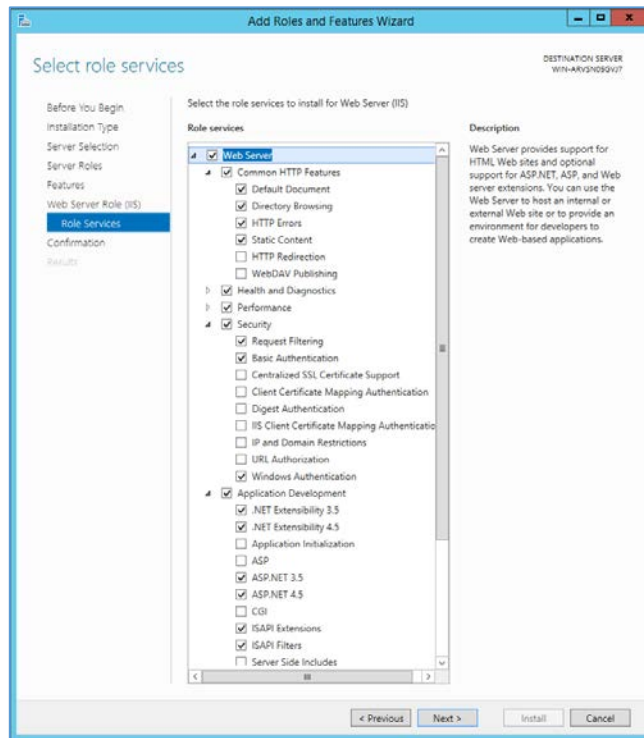 Add Roles and Features Wizard
Select role services
DESTINATION SERVER
Before You Begin
Installation Type
Server Selection
Server Roles
Features
Web Server Role (IIS)
Role Services
Confirmation
Results
Select the role services to install for Web Server (IIS)
Role services
Web Server
Common HTTP Features
Default Document
Directory Browsing
HTTP Errors
Static Content
HTTP Redirection
WebDAV Publishing
Health and Diagnostics
Performance
Security
Request Filtering
Basic Authentication
Centralized SSL Certificate Support
Client Certificate Mapping Authentication
Digest Authentication
IIS Client Certificate Mapping Authenticatio
IP and Domain Restrictions
URL Authorization
Windows Authentication
Application Development
.NET Extensibility 3.5
.NET Extensibility 4.5
Application Initialization
ASP
ASP.NET 3.5
ASP.NET 4.5
CGI
ISAPI Extensions
ISAPI Filters
Server Side Includes
Description
Web Server provides support for
HTML Web sites and optional
support for ASP.NET, ASP, and Web
server extensions. You can use the
Web Server to host an internal or
external Web site or to provide an
environment for developers to
create Web-based applications.
< Previous
Next >
Install
Cancel